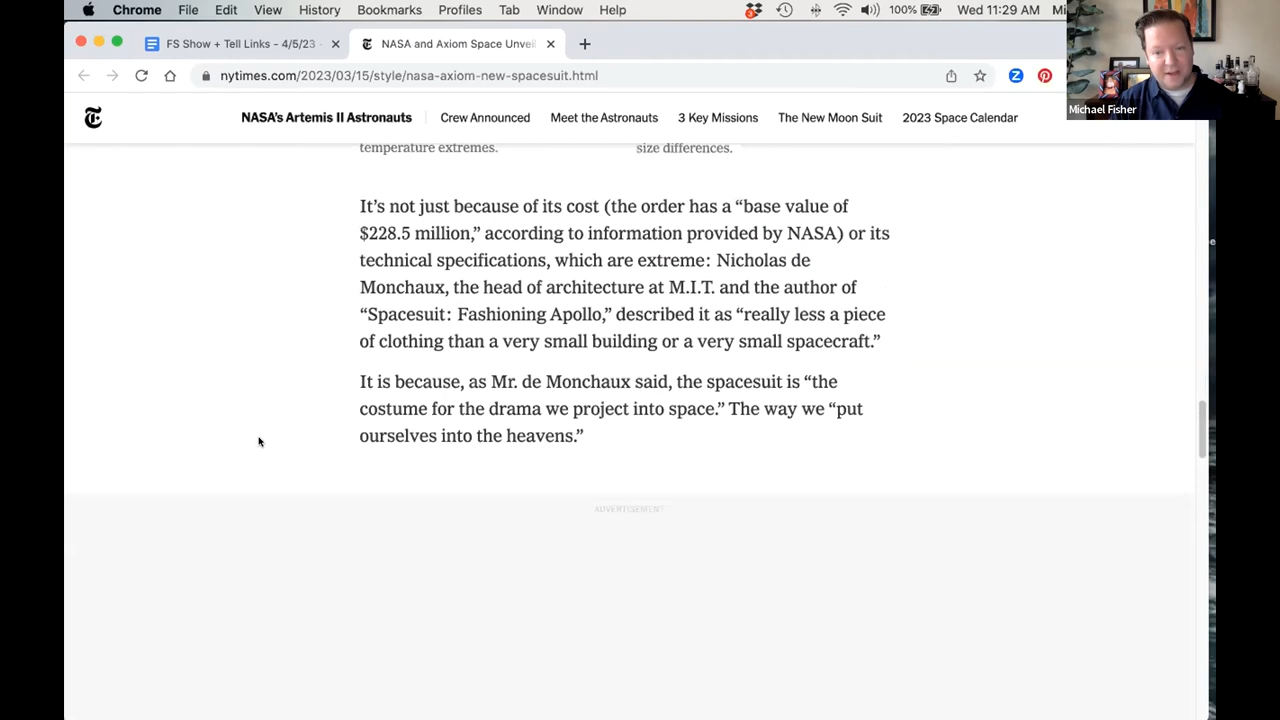 Chrome File Edit View History Bookmarks Profiles Tab Window Help 3 100% Wed 11:29 AM
FS Show + Tell Links - 4/5/23 NASA and Axiom Space Unveil
nytimes.com/2023/03/15/style/nasa-axiom-new-spacesuit.html
Michael Fisher
NASA's Artemis II Astronauts Crew Announced Meet the Astronauts 3 Key Missions The New Moon Suit 2023 Space Calendar
temperature extremes. size differences.
It’s not just because of its cost (the order has a “base value of
$228.5 million,” according to information provided by NASA) or its
technical specifications, which are extreme: Nicholas de
Monchaux, the head of architecture at M.I.T. and the author of
“Spacesuit: Fashioning Apollo,” described it as “really less a piece
of clothing than a very small building or a very small spacecraft.”
It is because, as Mr. de Monchaux said, the spacesuit is “the
costume for the drama we project into space.” The way we “put
ourselves into the heavens.”
ADVERTISEMENT